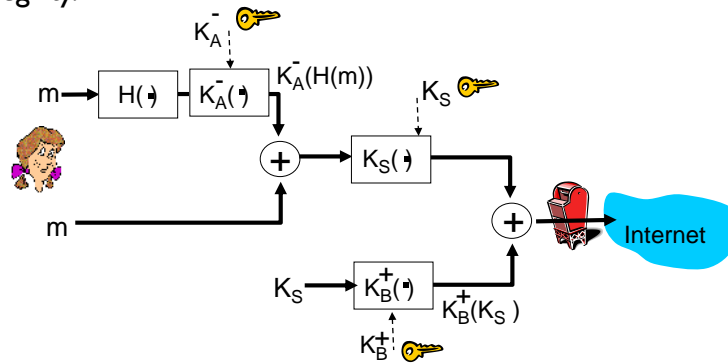 K_A^-
m
H(·)
K_A^-(·)
K_A^-(H(m))
K_S
+
K_S(·)
m
+
Internet
K_S
K_B^+(·)
K_B^+(K_S )
K_B^+